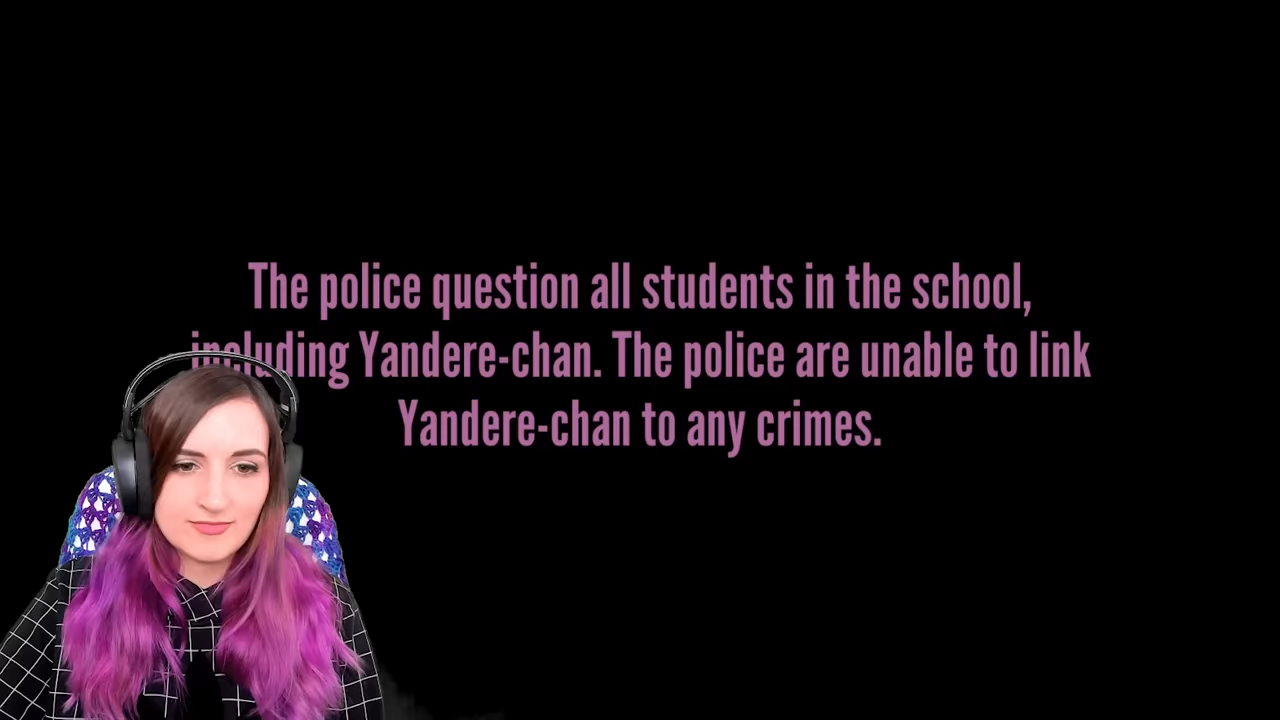 The police question all students in the school,
including Yandere-chan. The police are unable to link
Yandere-chan to any crimes.